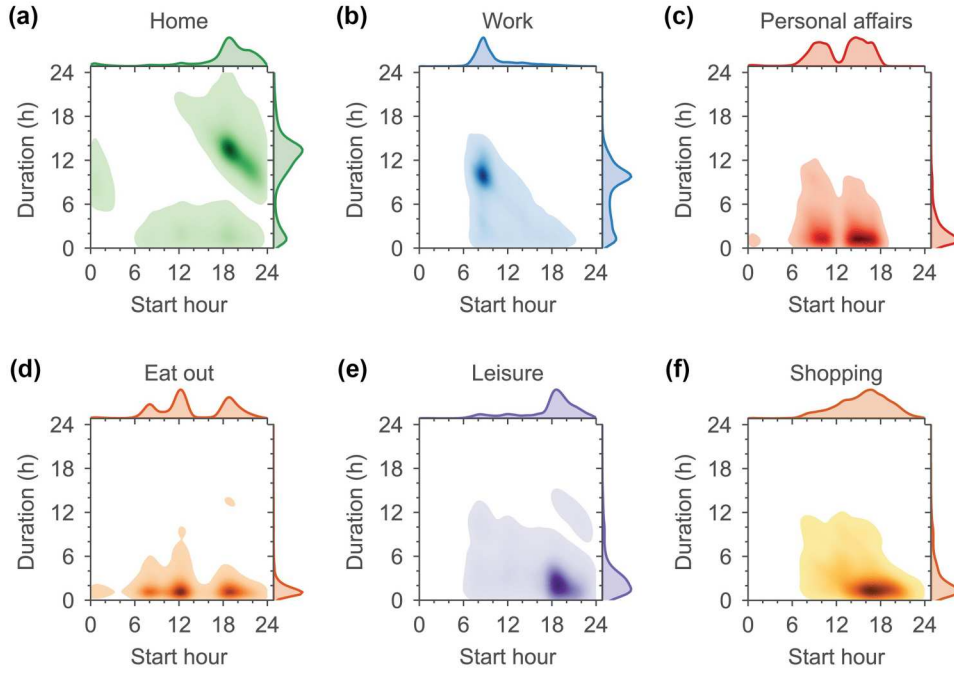 (a) Home
24
18
12
6
0
Duration (h)
0 6 12 18 24
Start hour
(b) Work
24
18
12
6
0
Duration (h)
0 6 12 18 24
Start hour
(c) Personal affairs
24
18
12
6
0
Duration (h)
0 6 12 18 24
Start hour
(d) Eat out
24
18
12
6
0
Duration (h)
0 6 12 18 24
Start hour
(e) Leisure
24
18
12
6
0
Duration (h)
0 6 12 18 24
Start hour
(f) Shopping
24
18
12
6
0
Duration (h)
0 6 12 18 24
Start hour